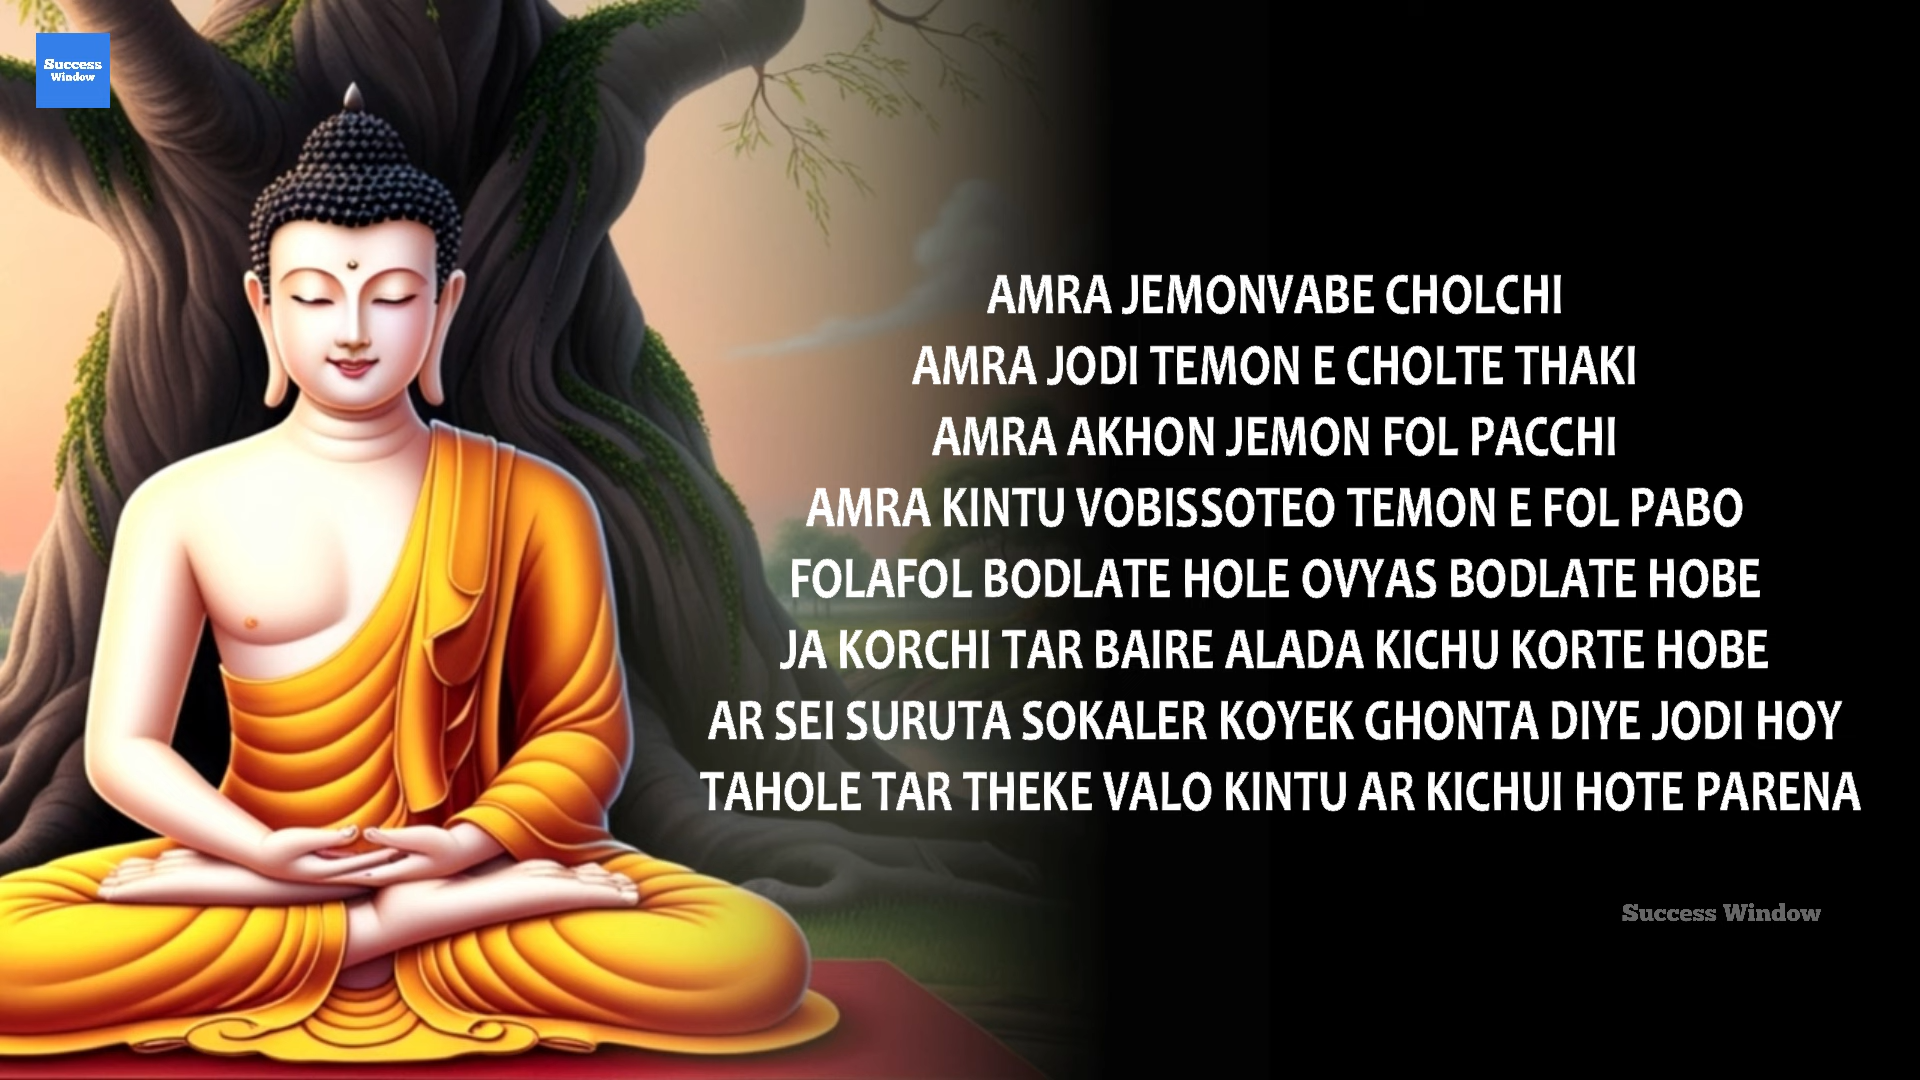 Success
Window
AMRA JEMONVABE CHOLCHI
AMRA JODI TEMON E CHOLTE THAKI
AMRA AKHON JEMON FOL PACCHI
AMRA KINTU VOBISSOTEO TEMON E FOL PABO
FOLAFOL BODLATE HOLE OVYAS BODLATE HOBE
JA KORCHI TAR BAIRE ALADA KICHU KORTE HOBE
AR SEI SURUTA SOKALER KOYEK GHONTA DIYE JODI HOY
TAHOLE TAR THEKE VALO KINTU AR KICHUI HOTE PARENA
Success Window